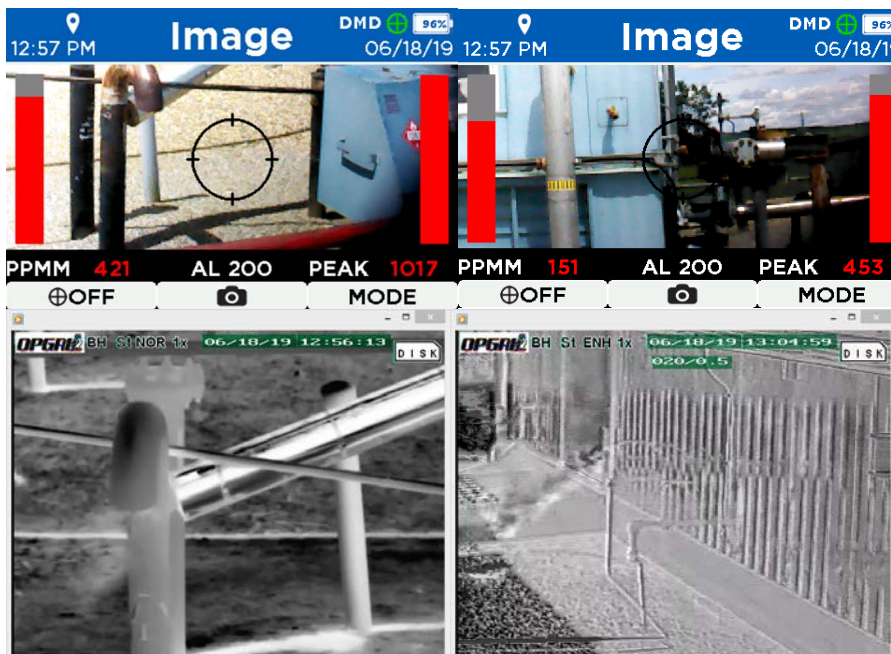 12:57 PM Image DMD 96% 06/18/19
PPMM 421 AL 200 PEAK 1017
OFF MODE
12:57 PM Image DMD 96% 06/18/19
PPMM 151 AL 200 PEAK 453
OFF MODE
OPGAL BH St NOR 1x 06/18/19 12:56:13
DISK
OPGAL BH St ENH 1x 06/18/19 13:04:59
DISK
020/0.5